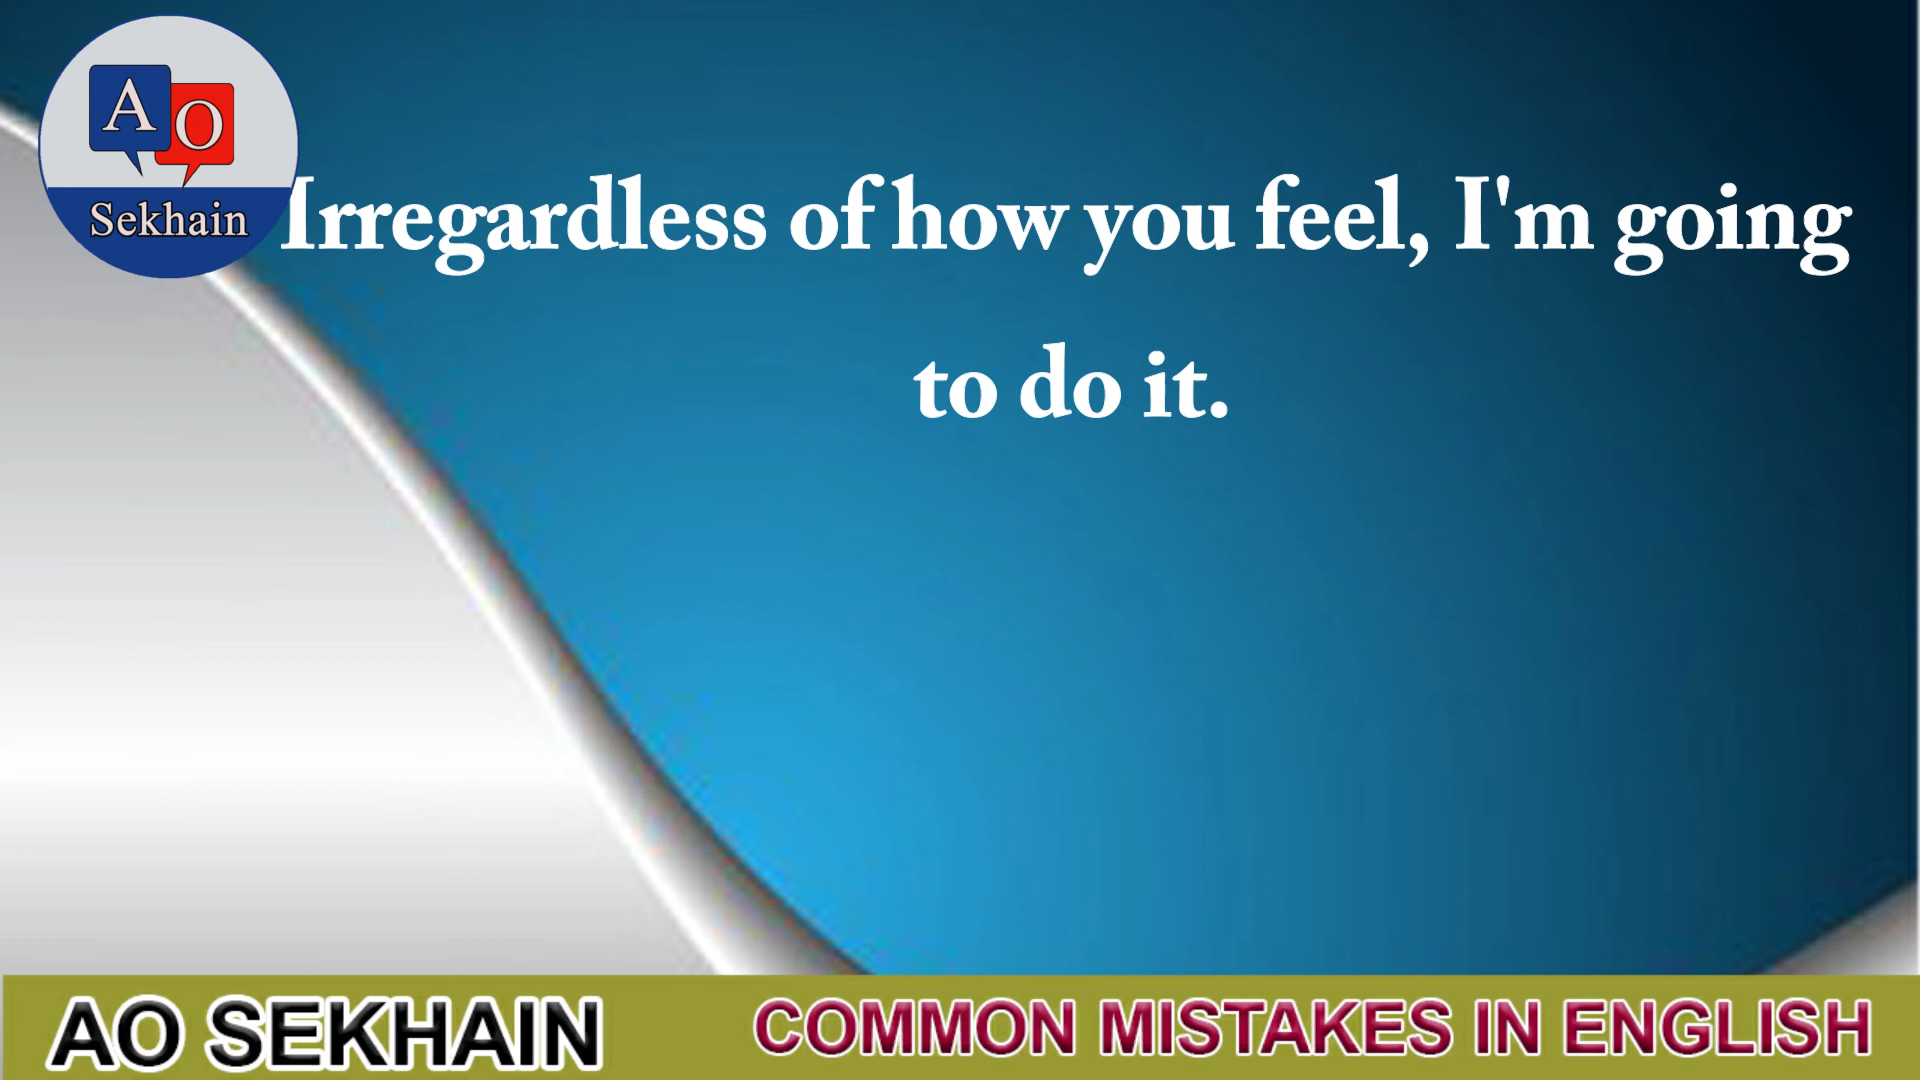 A O
Sekhain
Irregardless of how you feel, I'm going
to do it.
AO SEKHAIN
COMMON MISTAKES IN ENGLISH